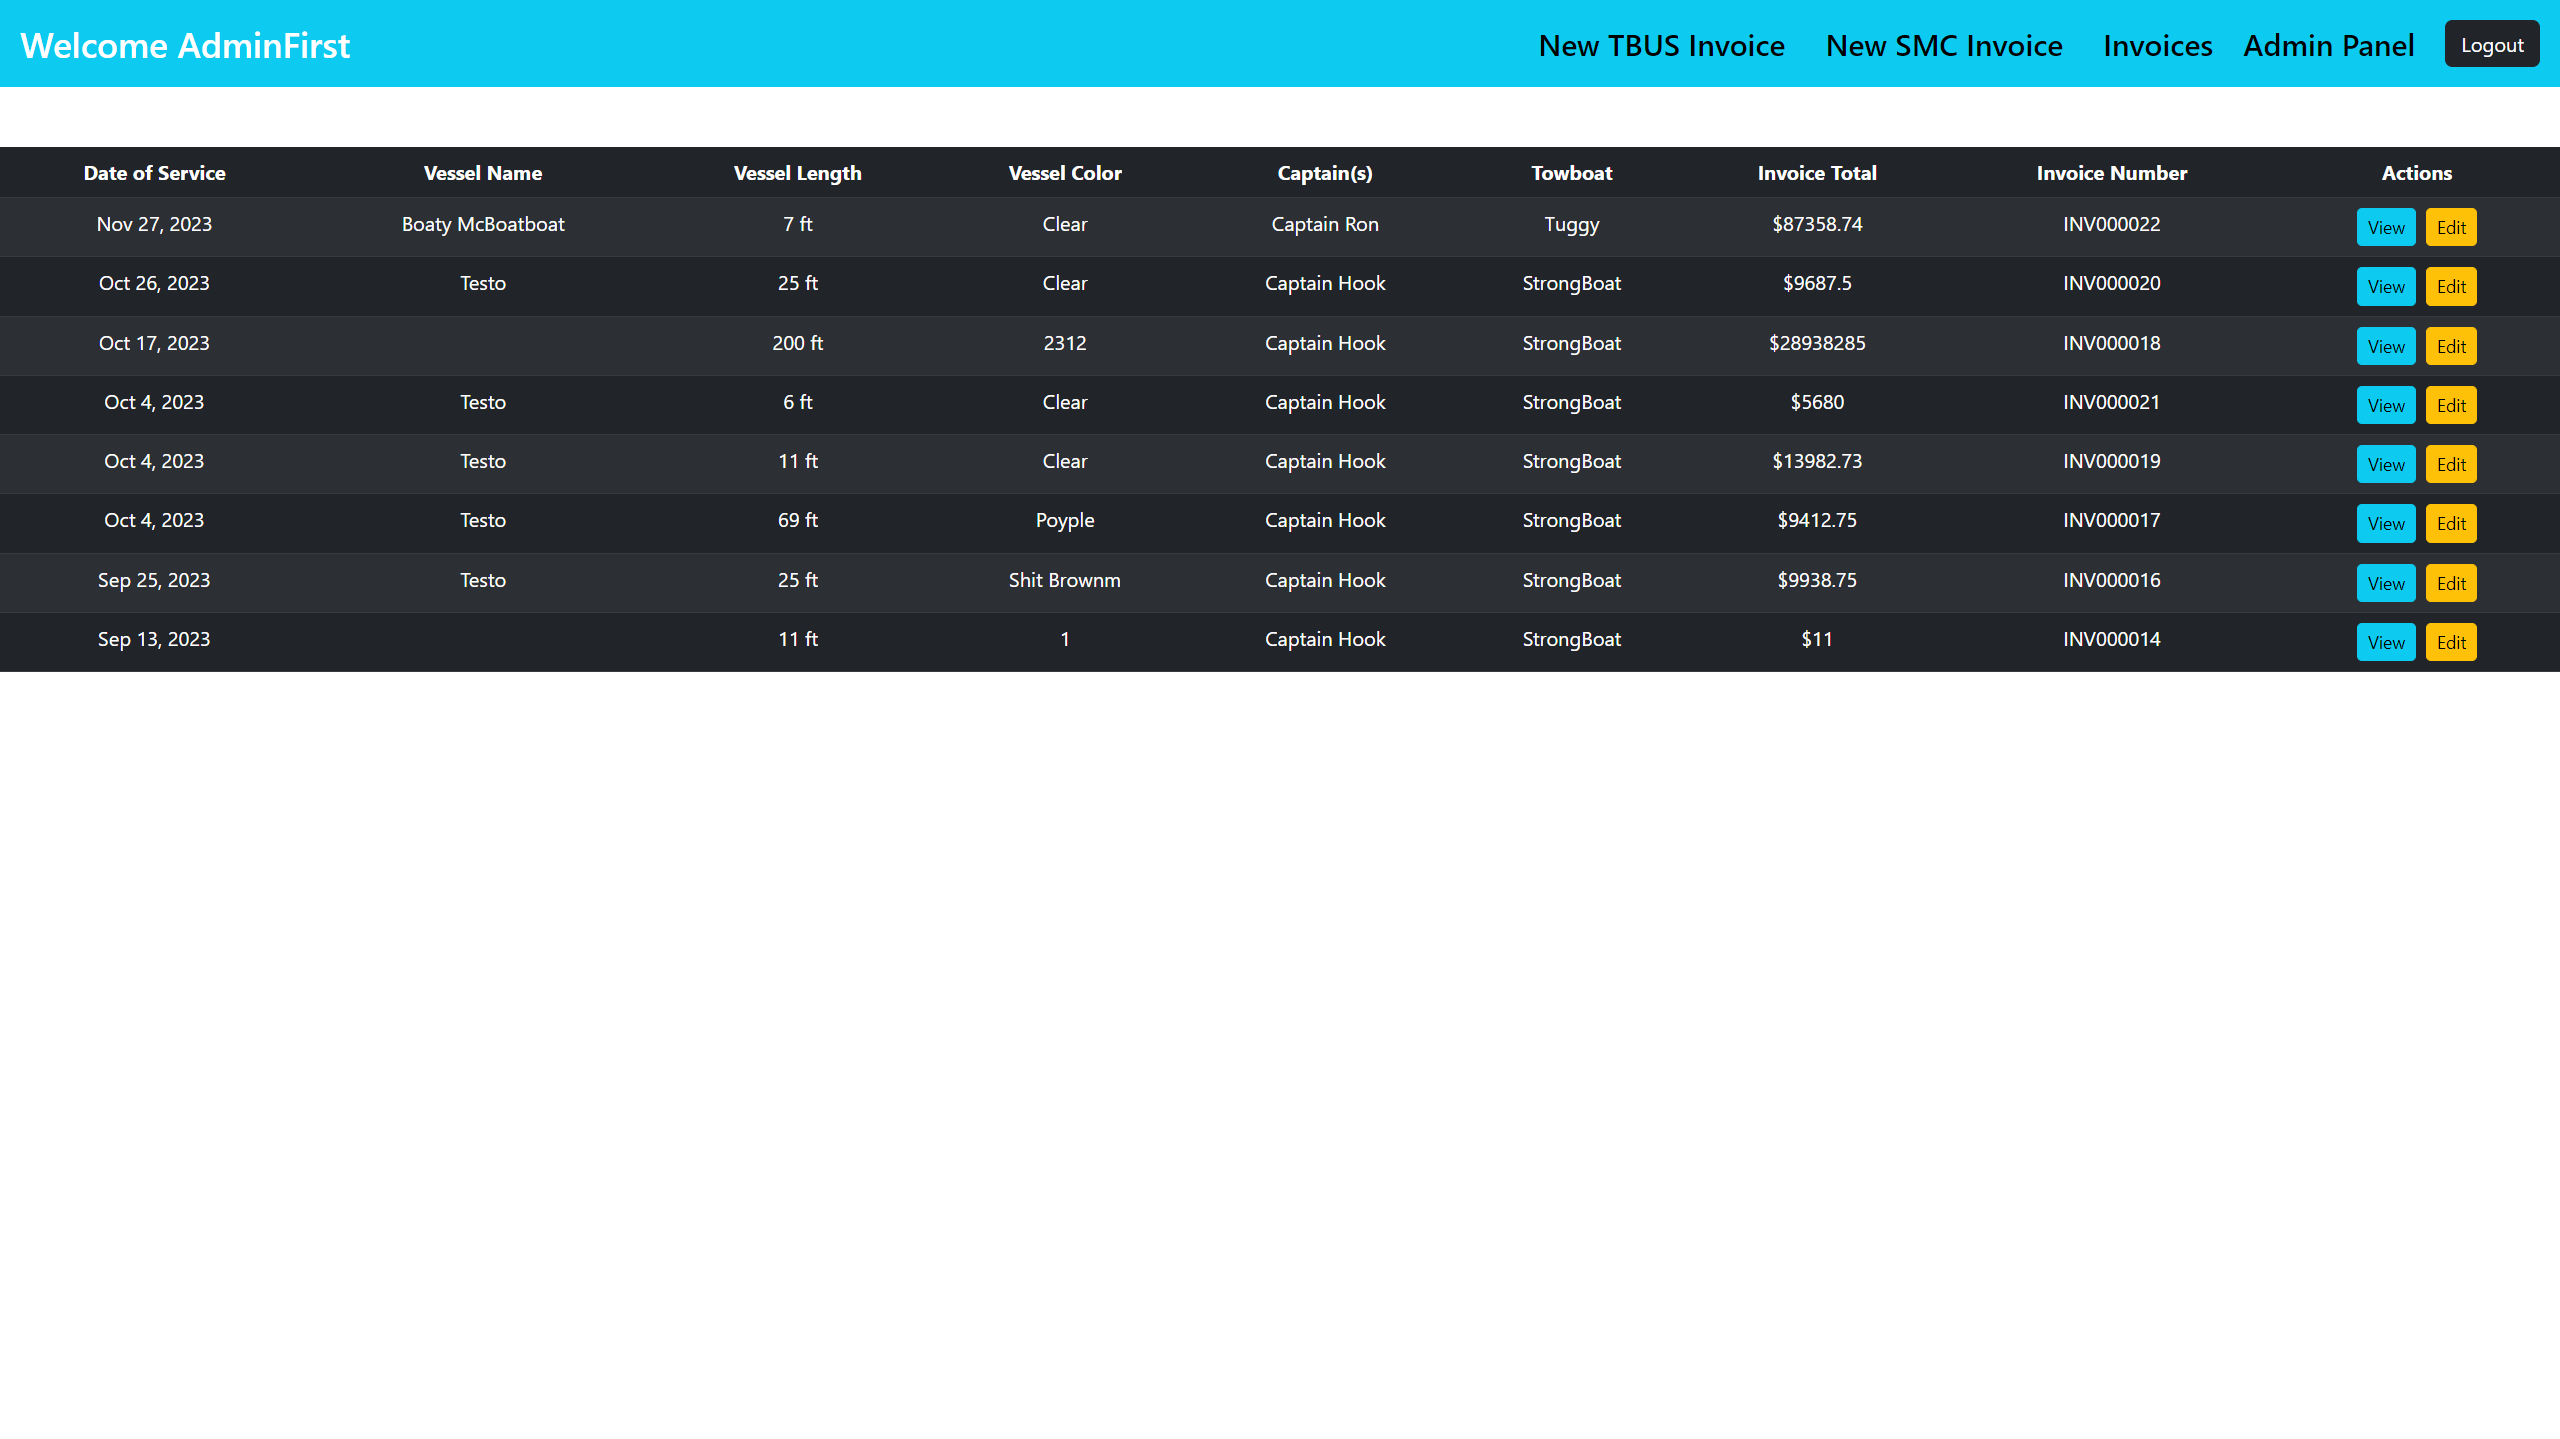 Welcome AdminFirst New TBUS Invoice New SMC Invoice Invoices Admin Panel Logout
Date of Service Vessel Name Vessel Length Vessel Color Captain(s) Towboat Invoice Total Invoice Number Actions
Nov 27, 2023 Boaty McBoatboat 7 ft Clear Captain Ron Tuggy $87358.74 INV000022 View Edit
Oct 26, 2023 Testo 25 ft Clear Captain Hook StrongBoat $9687.5 INV000020 View Edit
Oct 17, 2023 200 ft 2312 Captain Hook StrongBoat $28938285 INV000018 View Edit
Oct 4, 2023 Testo 6 ft Clear Captain Hook StrongBoat $5680 INV000021 View Edit
Oct 4, 2023 Testo 11 ft Clear Captain Hook StrongBoat $13982.73 INV000019 View Edit
Oct 4, 2023 Testo 69 ft Poyple Captain Hook StrongBoat $9412.75 INV000017 View Edit
Sep 25, 2023 Testo 25 ft Shit Brownm Captain Hook StrongBoat $9938.75 INV000016 View Edit
Sep 13, 2023 11 ft 1 Captain Hook StrongBoat $11 INV000014 View Edit